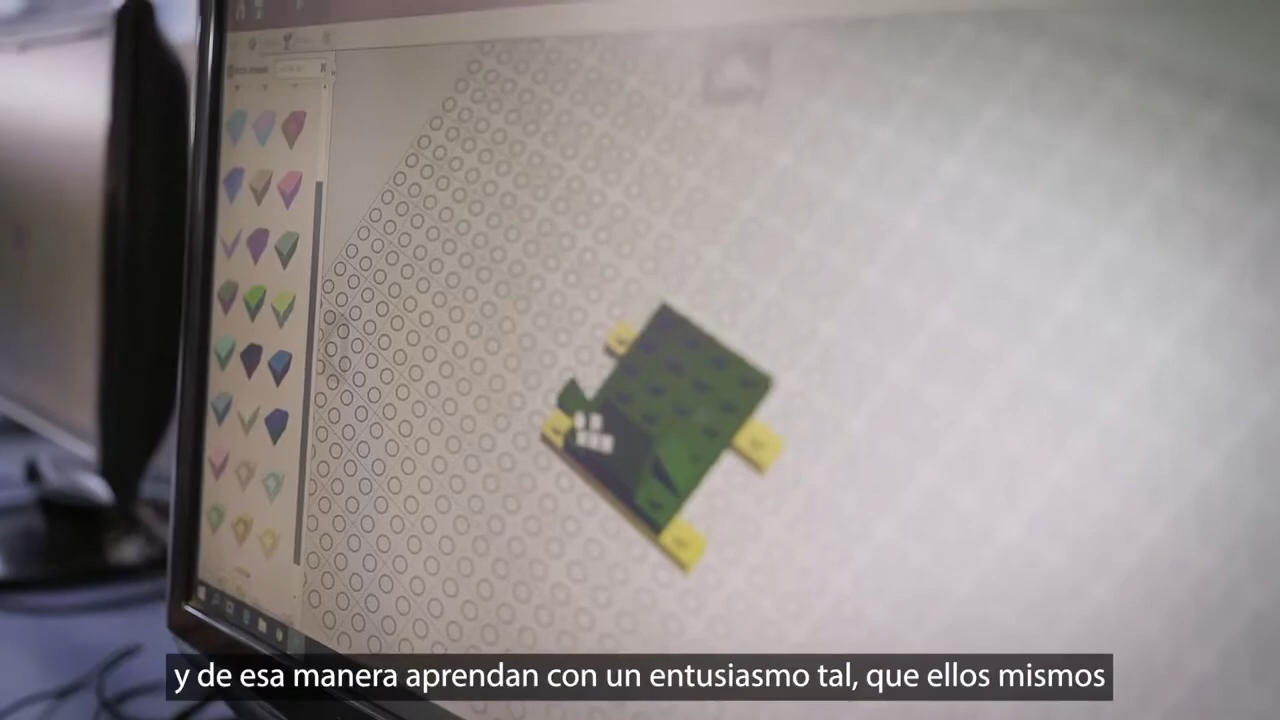 y de esa manera aprendan con un entusiasmo tal, que ellos mismos